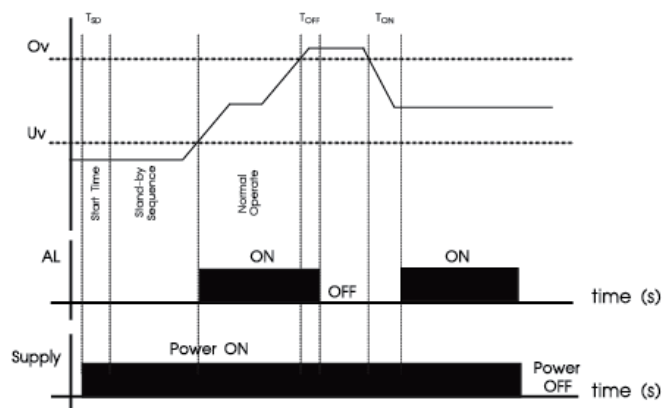 TSD TOFF TON
Ov
Uv
Start Time
Stand-by
Sequence
Normal
Operate
AL
ON
OFF
ON
time (s)
Supply
Power ON
Power
OFF
time (s)